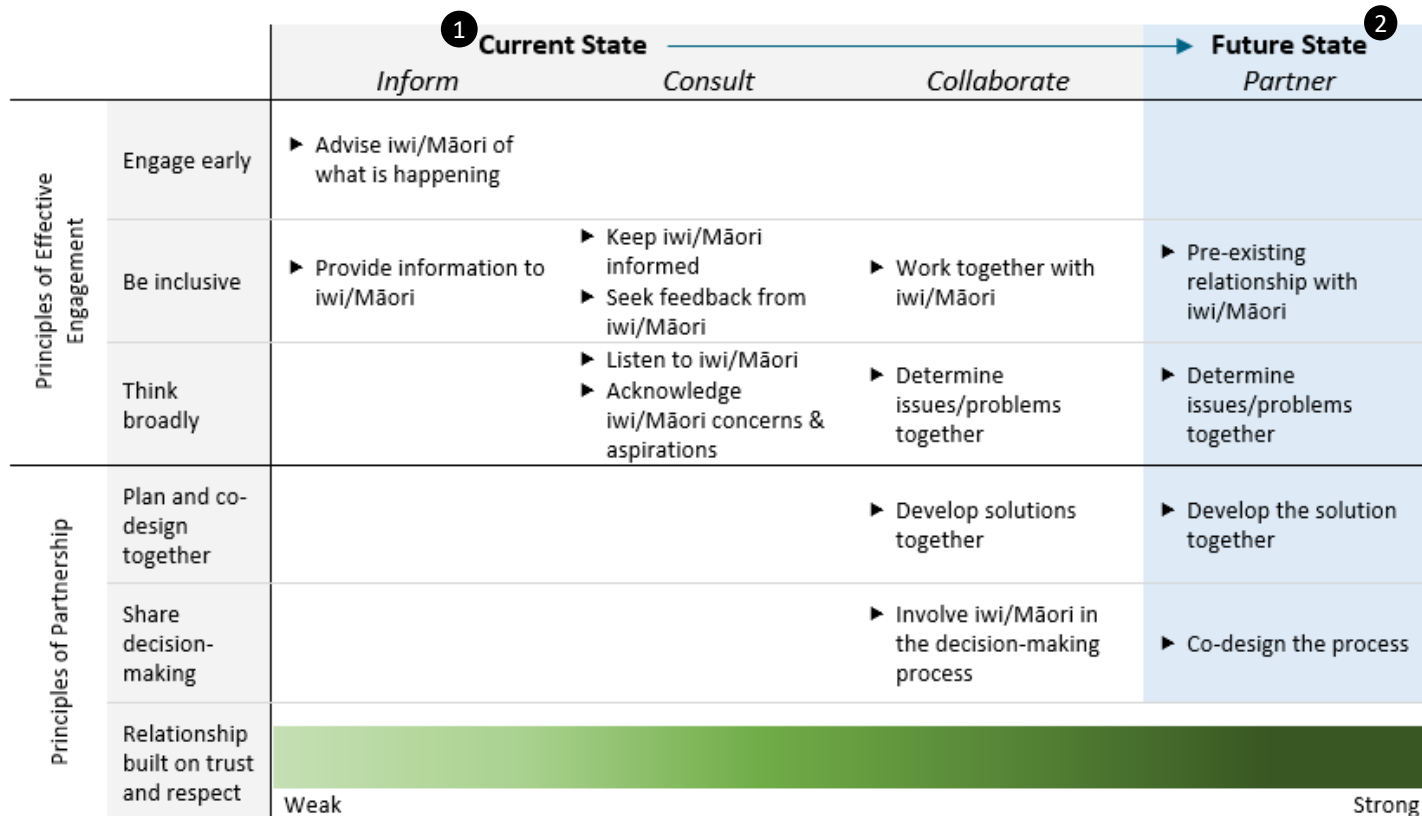 1
2
Current State
Future State
Inform
Consult
Collaborate
Partner
Principles of Effective
Engagement
Engage early
► Advise iwi/Māori of
what is happening
Be inclusive
► Provide information to
iwi/Māori
► Keep iwi/Māori
informed
► Seek feedback from
iwi/Māori
► Work together with
iwi/Māori
► Pre-existing
relationship with
iwi/Māori
Think
broadly
► Listen to iwi/Māori
► Acknowledge
iwi/Māori concerns &
aspirations
► Determine
issues/problems
together
► Determine
issues/problems
together
Principles of Partnership
Plan and co-
design
together
► Develop solutions
together
► Develop the solution
together
Share
decision-
making
► Involve iwi/Māori in
the decision-making
process
► Co-design the process
Relationship
built on trust
and respect
Weak
Strong